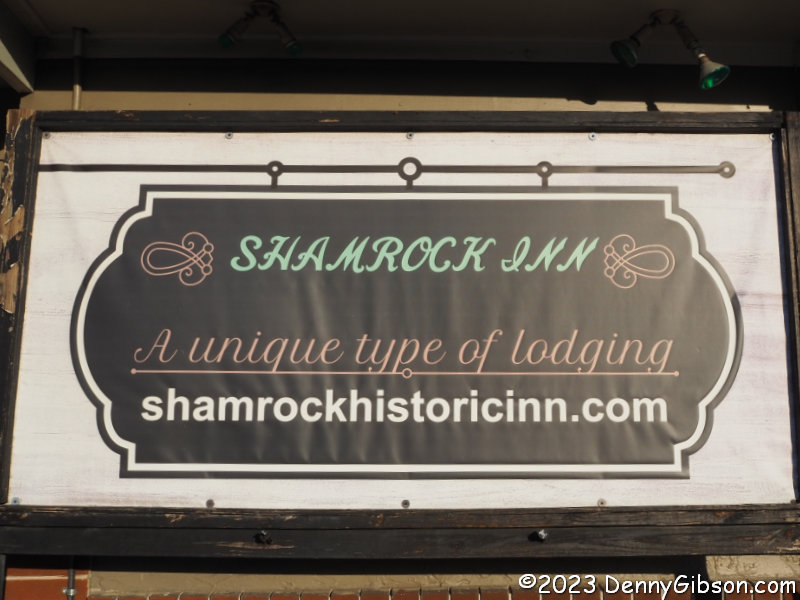 SHAMROCK INN
A unique type of lodging
shamrockhistoricinn.com
©2023 DennyGibson.com